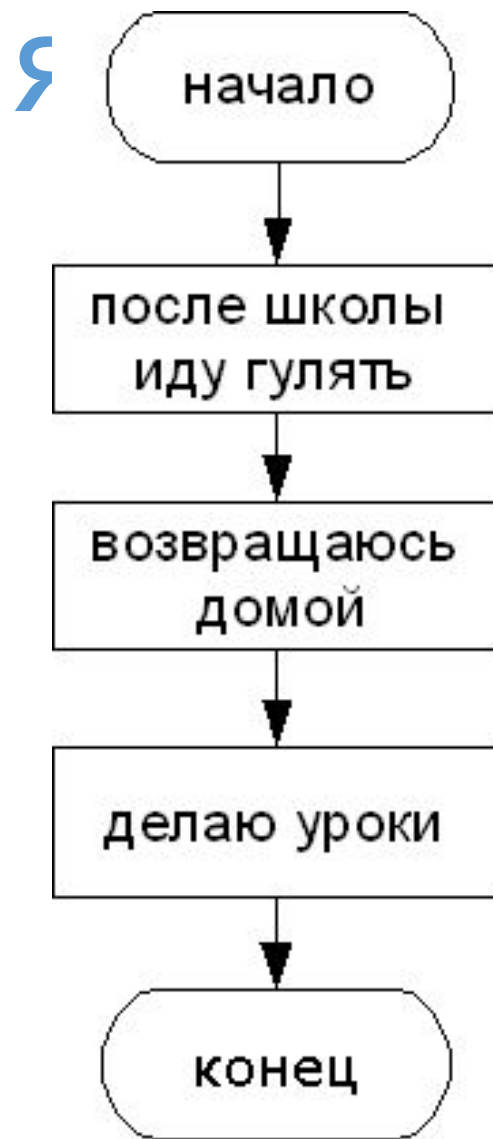 Я
начало
после школы
иду гулять
возвращаюсь
домой
делаю уроки
конец